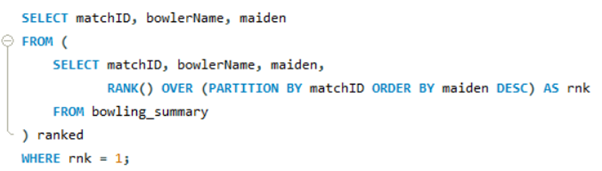 SELECT matchID, bowlerName, maiden
FROM (
    SELECT matchID, bowlerName, maiden,
           RANK() OVER (PARTITION BY matchID ORDER BY maiden DESC) AS rnk
    FROM bowling_summary
) ranked
WHERE rnk = 1;